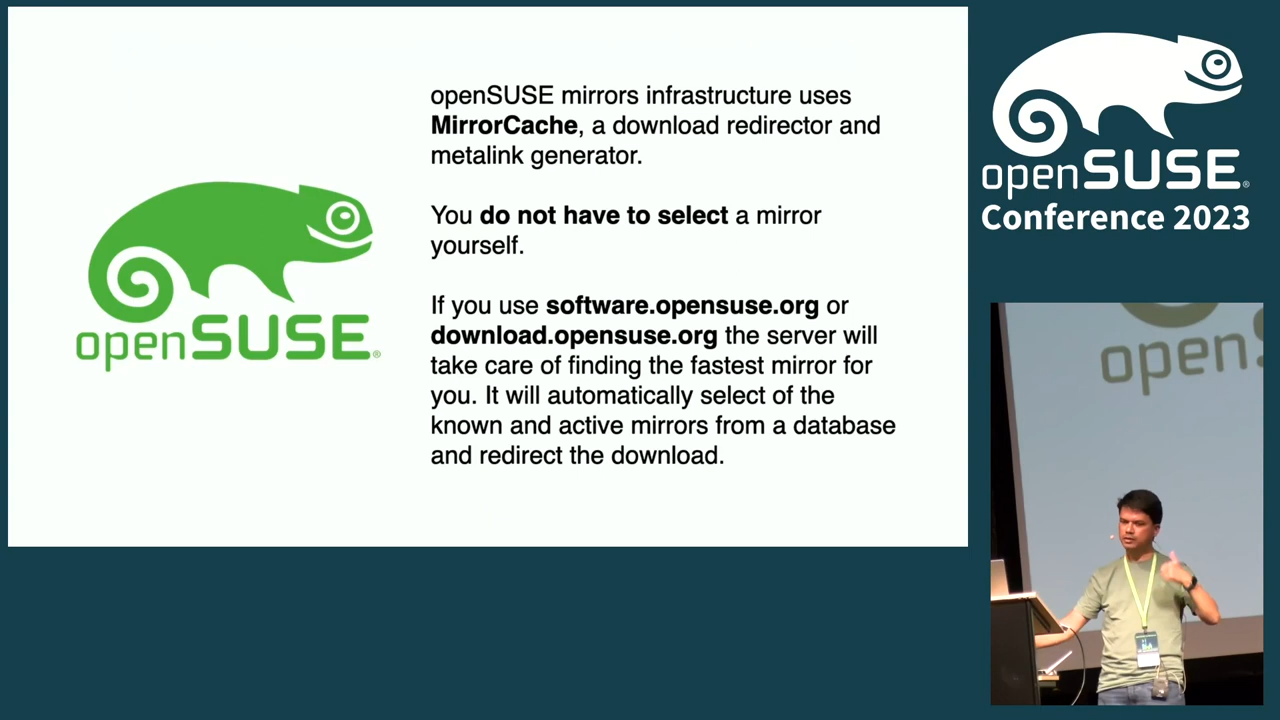 openSUSE mirrors infrastructure uses
MirrorCache, a download redirector and
metalink generator.
You do not have to select a mirror
yourself.
If you use software.opensuse.org or
download.opensuse.org the server will
take care of finding the fastest mirror for
you. It will automatically select of the
known and active mirrors from a database
and redirect the download.
openSUSE®
openSUSE®
Conference 2023
openS